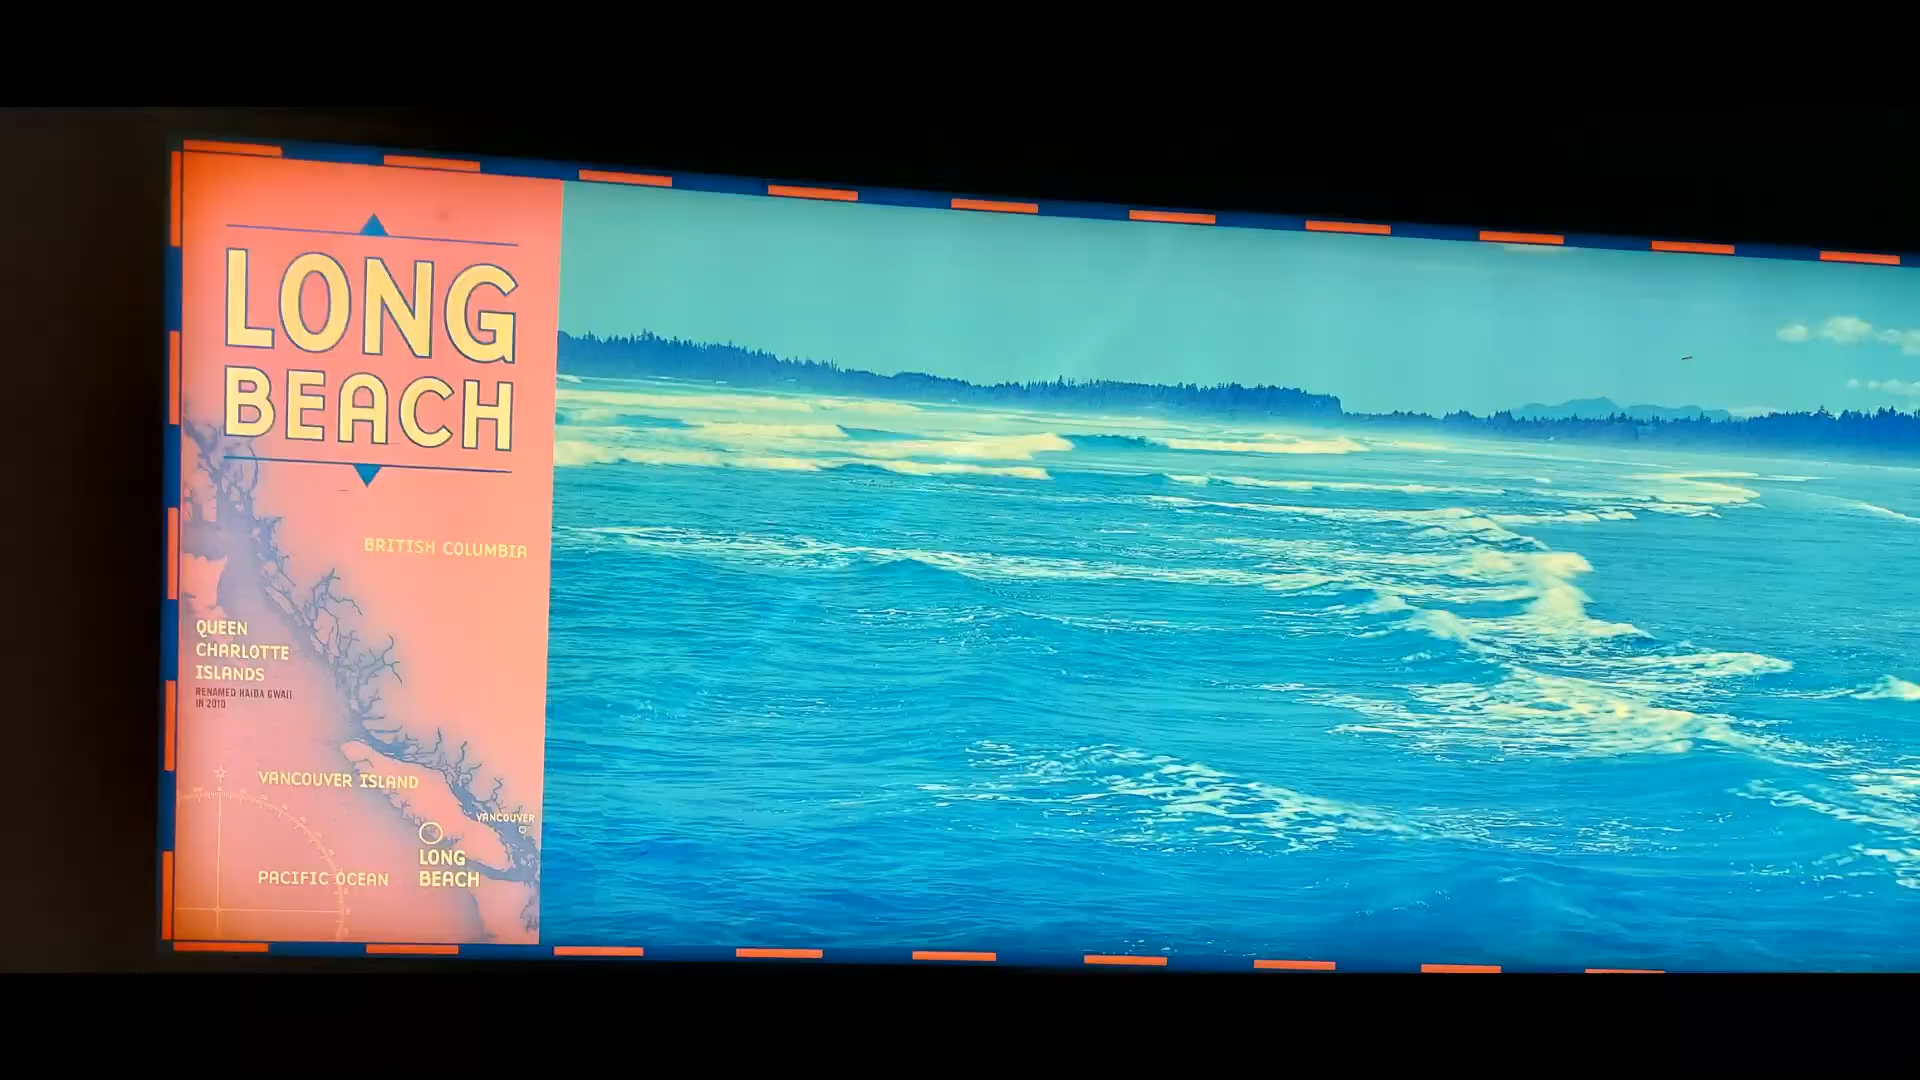 LONG
BEACH
BRITISH COLUMBIA
QUEEN
CHARLOTTE
ISLANDS
RENAMED HAIDA GWAII
IN 2010
VANCOUVER ISLAND
VANCOUVER
LONG
BEACH
PACIFIC OCEAN